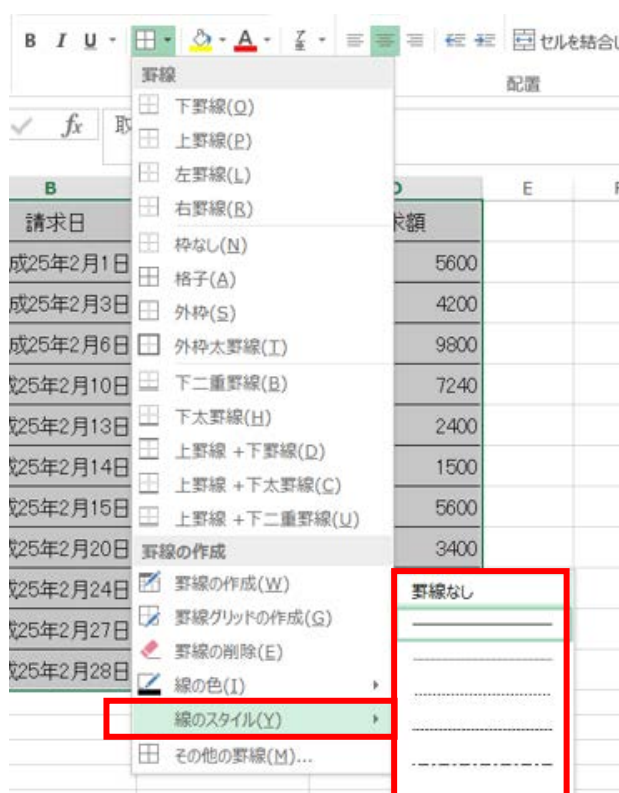 B I U
セルを結合し
配置
fx 取
罫線
下罫線(O)
上罫線(P)
左罫線(L)
右罫線(R)
枠なし(N)
格子(A)
外枠(S)
外枠太罫線(T)
下二重罫線(B)
下太罫線(H)
上罫線 +下罫線(D)
上罫線 +下太罫線(C)
上罫線 +下二重罫線(U)
罫線の作成
罫線の作成(W)
罫線グリッドの作成(G)
罫線の削除(E)
線の色(I)
線のスタイル(Y)
その他の罫線(M)...
罫線なし
B D E F
請求日 求額
成25年2月1日 5600
成25年2月3日 4200
成25年2月6日 9800
成25年2月10日 7240
成25年2月13日 2400
成25年2月14日 1500
成25年2月15日 5600
成25年2月20日 3400
成25年2月24日
成25年2月27日
成25年2月28日